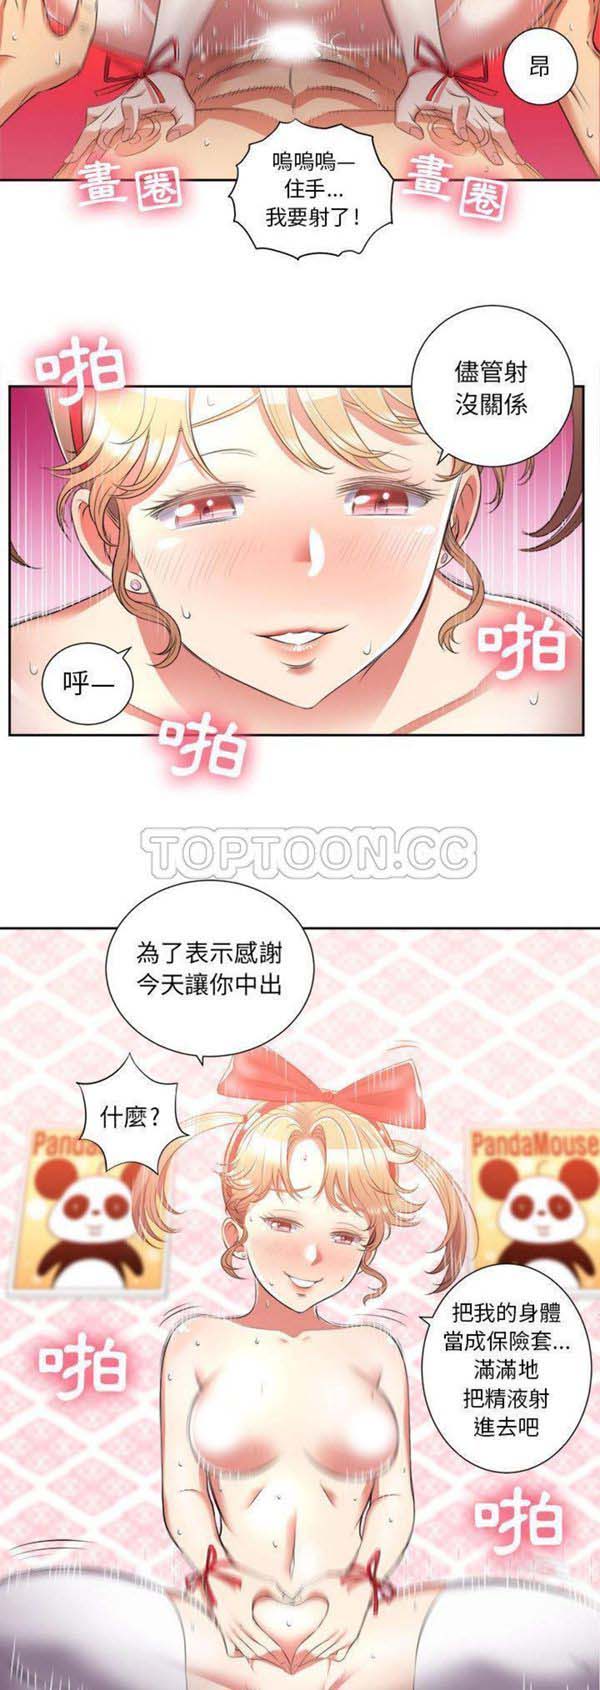 昂
嗚嗚嗚—
住手...
我要射了!
畫圈
畫圈
啪
儘管射
沒關係
啪
呼—
啪
TOPTOON.CC
為了表示感謝
今天讓你中出
什麼?
Panda
PandaMouse
把我的身體
當成保險套...
滿滿地
把精液射
進去吧
啪
啪